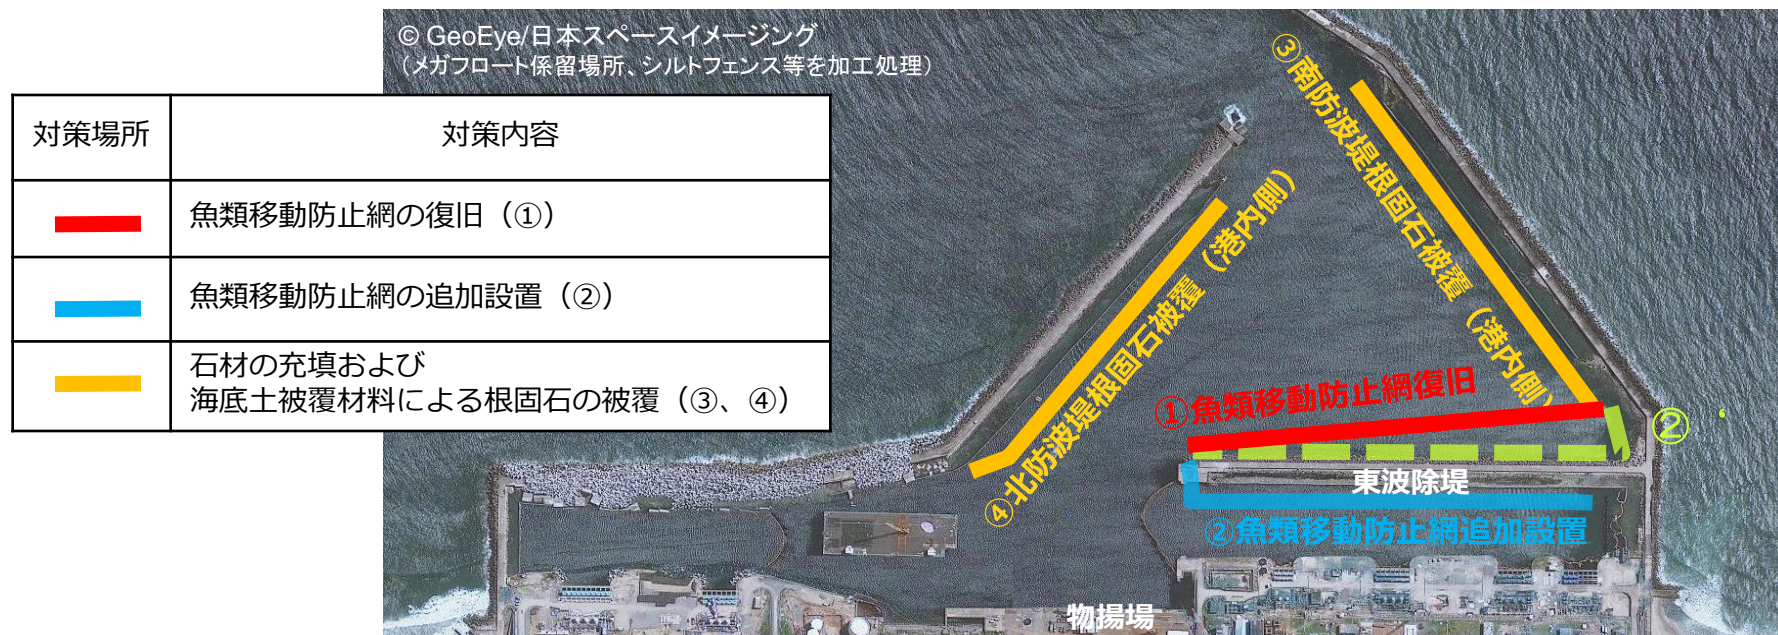 © GeoEye/日本スペースイメージング
（メガフロート係留場所、シルトフェンス等を加工処理）
対策場所
対策内容
魚類移動防止網の復旧（①）
魚類移動防止網の追加設置（②）
石材の充填および
海底土被覆材料による根固石の被覆（③、④）
③南防波堤根固石被覆（港内側）
④北防波堤根固石被覆（港内側）
①魚類移動防止網復旧
②‘
東波除堤
②魚類移動防止網追加設置
物揚場